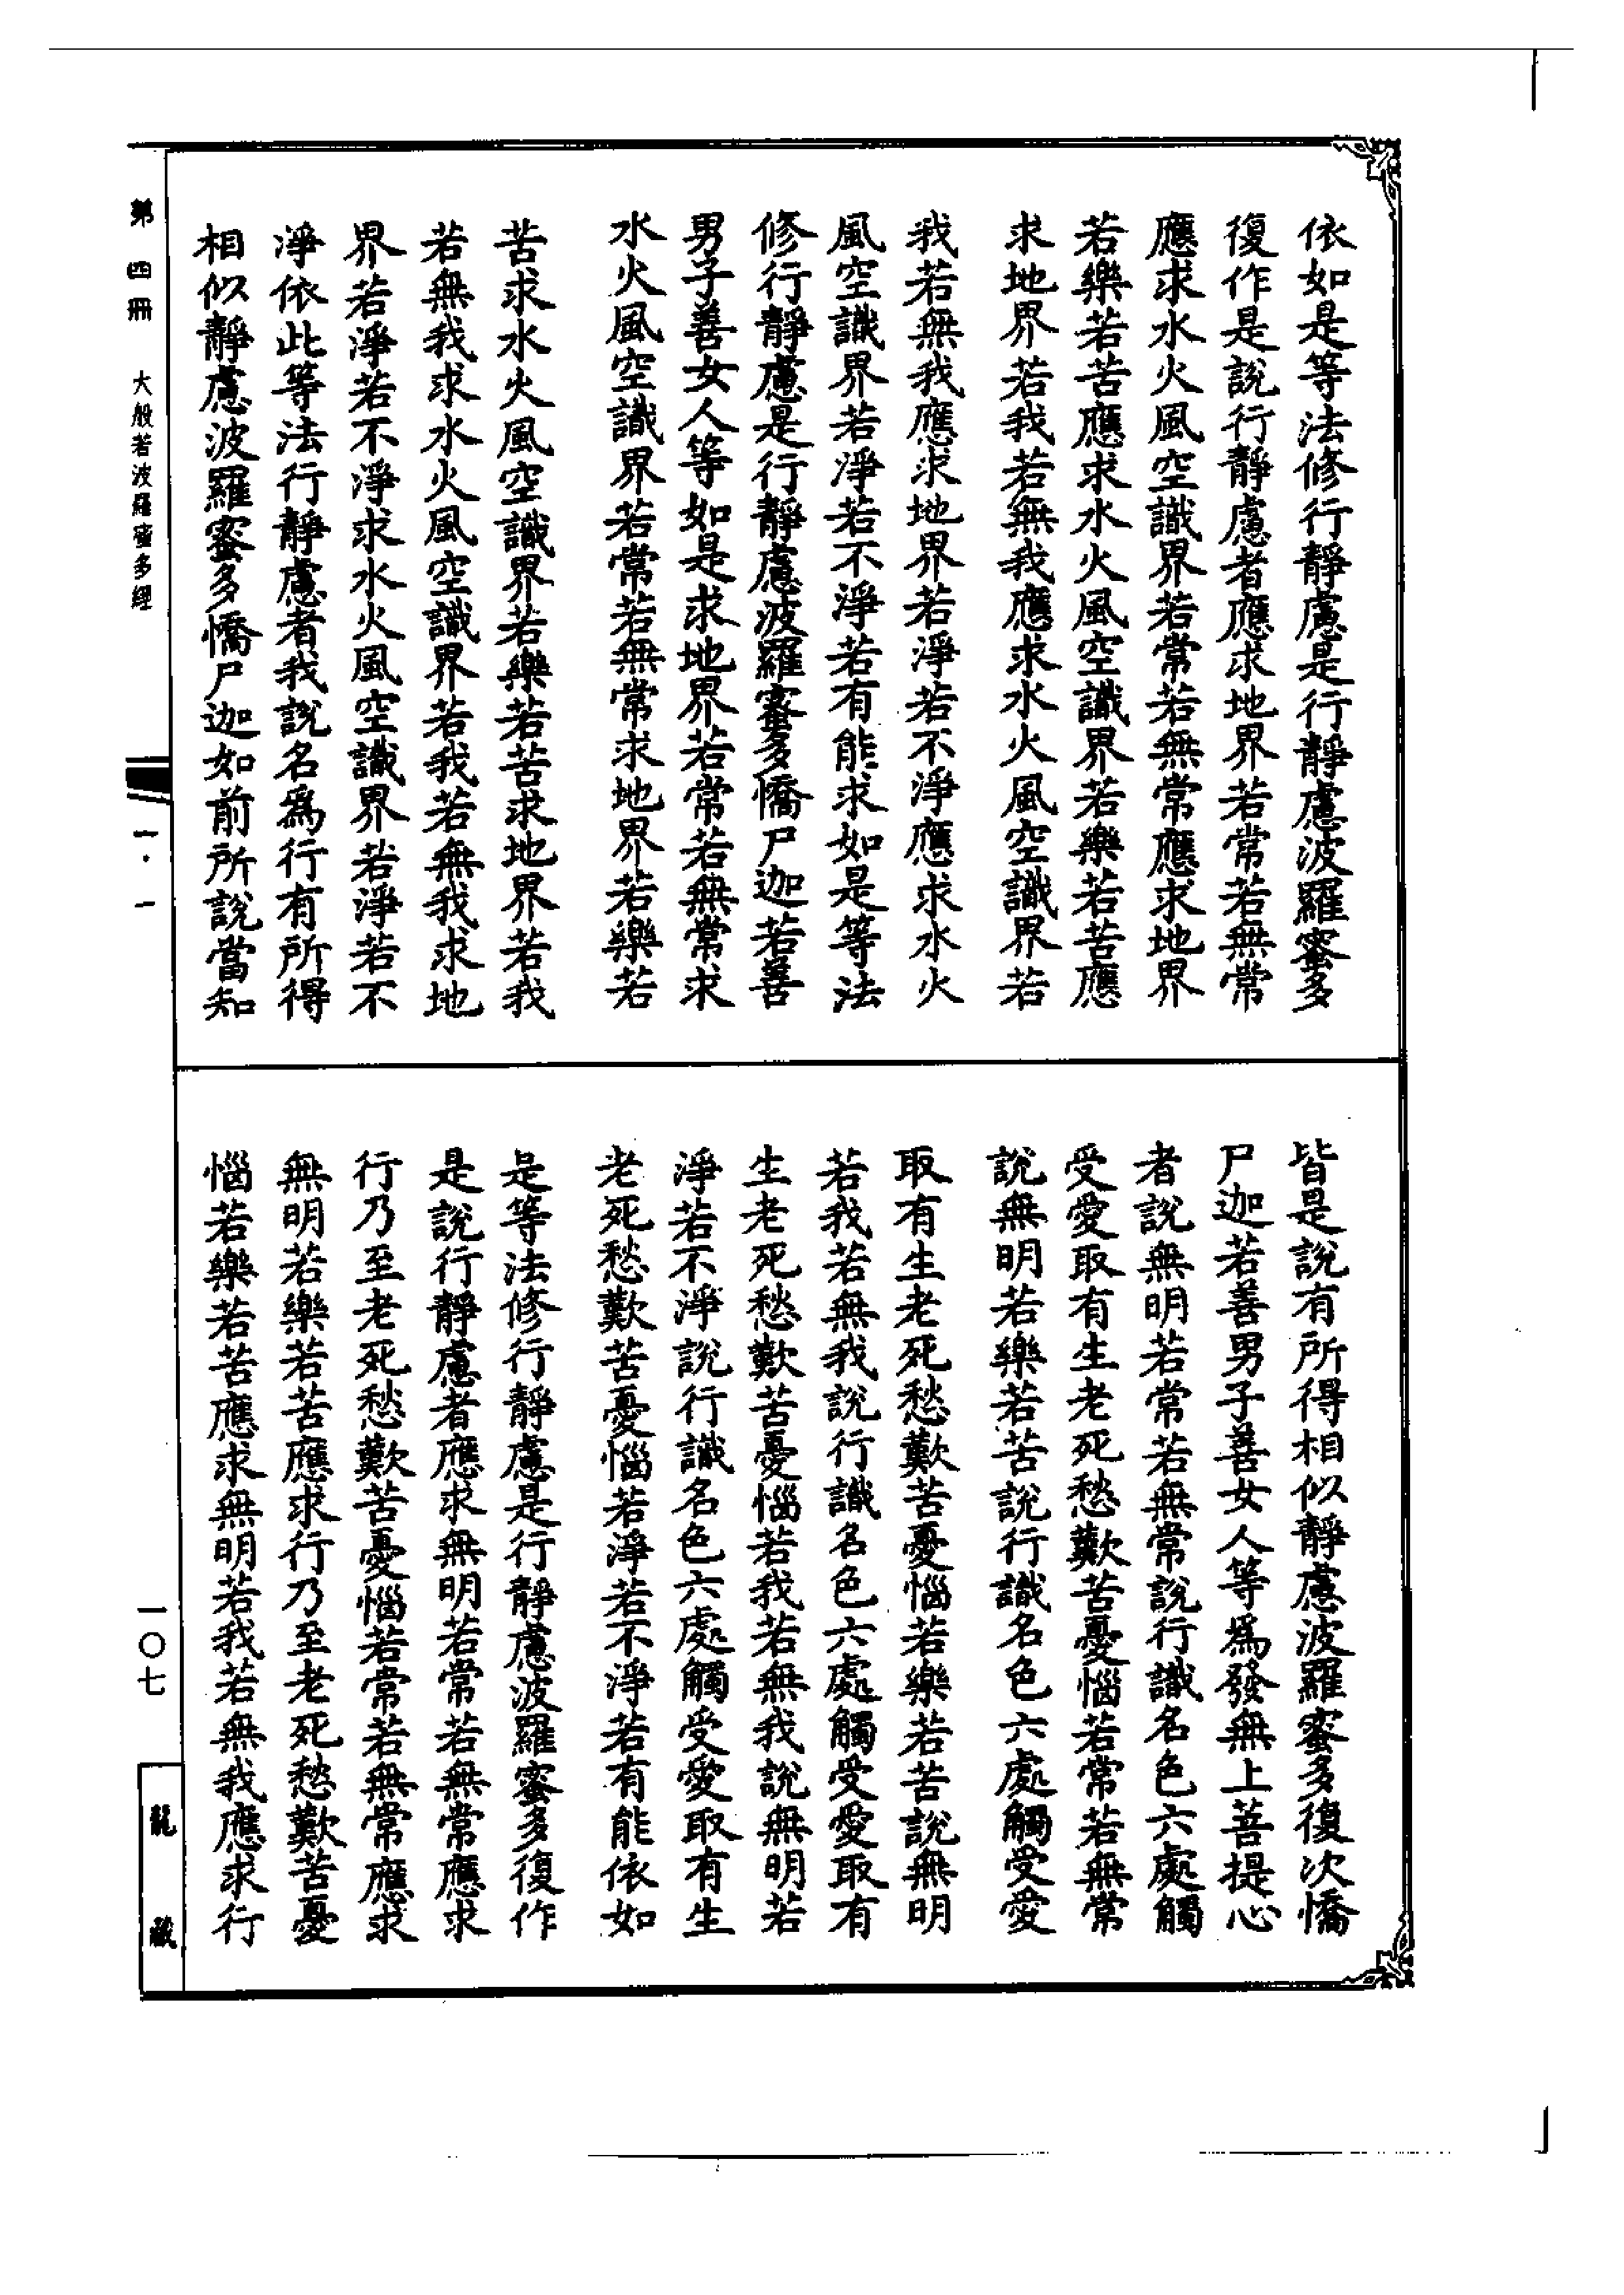 依如是等法修行靜慮是行靜慮波羅蜜多
復作是說行靜慮者應求地界若常若無常
應求水火風空識界若常若無常應求地界
若樂若苦應求水火風空識界若樂若苦應
求地界若我若無我應求水火風空識界若
我若無我應求地界若淨若不淨應求水火
風空識界若淨若不淨若有能求如是等法
修行靜慮是行靜慮波羅蜜多憍尸迦若善
男子善女人等如是求地界若常若無常求
水火風空識界若常若無常求地界若樂若
苦求水火風空識界若樂若苦求地界若我
若無我求水火風空識界若我若無我求地
界若淨若不淨求水火風空識界若淨若不
淨依此等法行靜慮者我說名為行有所得
相似靜慮波羅蜜多憍尸迦如前所說當知
皆是說有所得相似靜慮波羅蜜多復次憍
尸迦若善男子善女人等為發無上菩提心
者說無明若常若無常說行識名色六處觸
受愛取有生老死愁歎苦憂惱若常若無常
說無明若樂若苦說行識名色六處觸受愛
取有生老死愁歎苦憂惱若樂若苦說無明
若我若無我說行識名色六處觸受愛取有
生老死愁歎苦憂惱若我若無我說無明若
淨若不淨說行識名色六處觸受愛取有生
老死愁歎苦憂惱若淨若不淨若有能依如
是等法修行靜慮是行靜慮波羅蜜多復作
是說行靜慮者應求無明若常若無常應求
行乃至老死愁歎苦憂惱若常若無常應求
無明若樂若苦應求行乃至老死愁歎苦憂
惱若樂若苦應求無明若我若無我應求行
第四冊 大般若波羅蜜多經 一·一
一〇七
龍藏